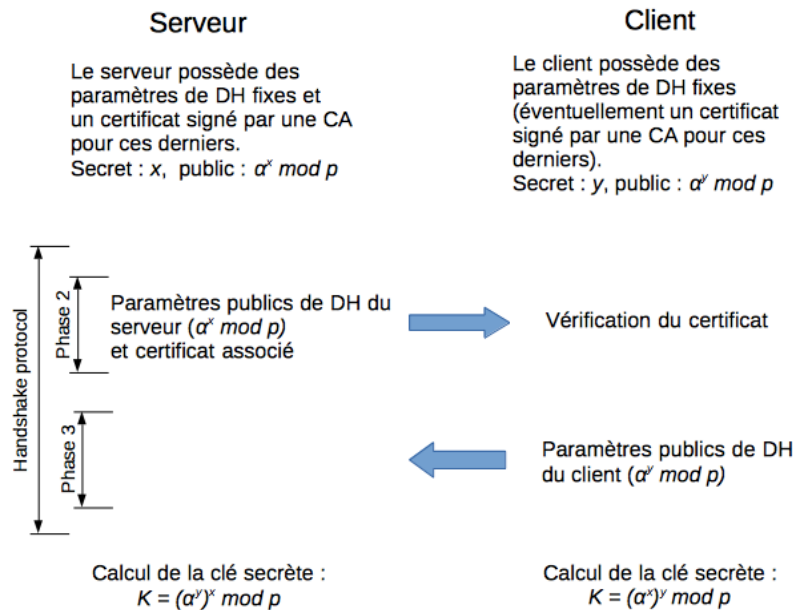 Serveur
Client
Le serveur possède des
paramètres de DH fixes et
un certificat signé par une CA
pour ces derniers.
Secret : x, public : αˣ mod p
Le client possède des
paramètres de DH fixes
(éventuellement un certificat
signé par une CA pour ces
derniers).
Secret : y, public : αʸ mod p
Handshake protocol
Phase 2
Paramètres publics de DH du
serveur (αˣ mod p)
et certificat associé
Vérification du certificat
Phase 3
Paramètres publics de DH
du client (αʸ mod p)
Calcul de la clé secrète :
K = (αʸ)ˣ mod p
Calcul de la clé secrète :
K = (αˣ)ʸ mod p